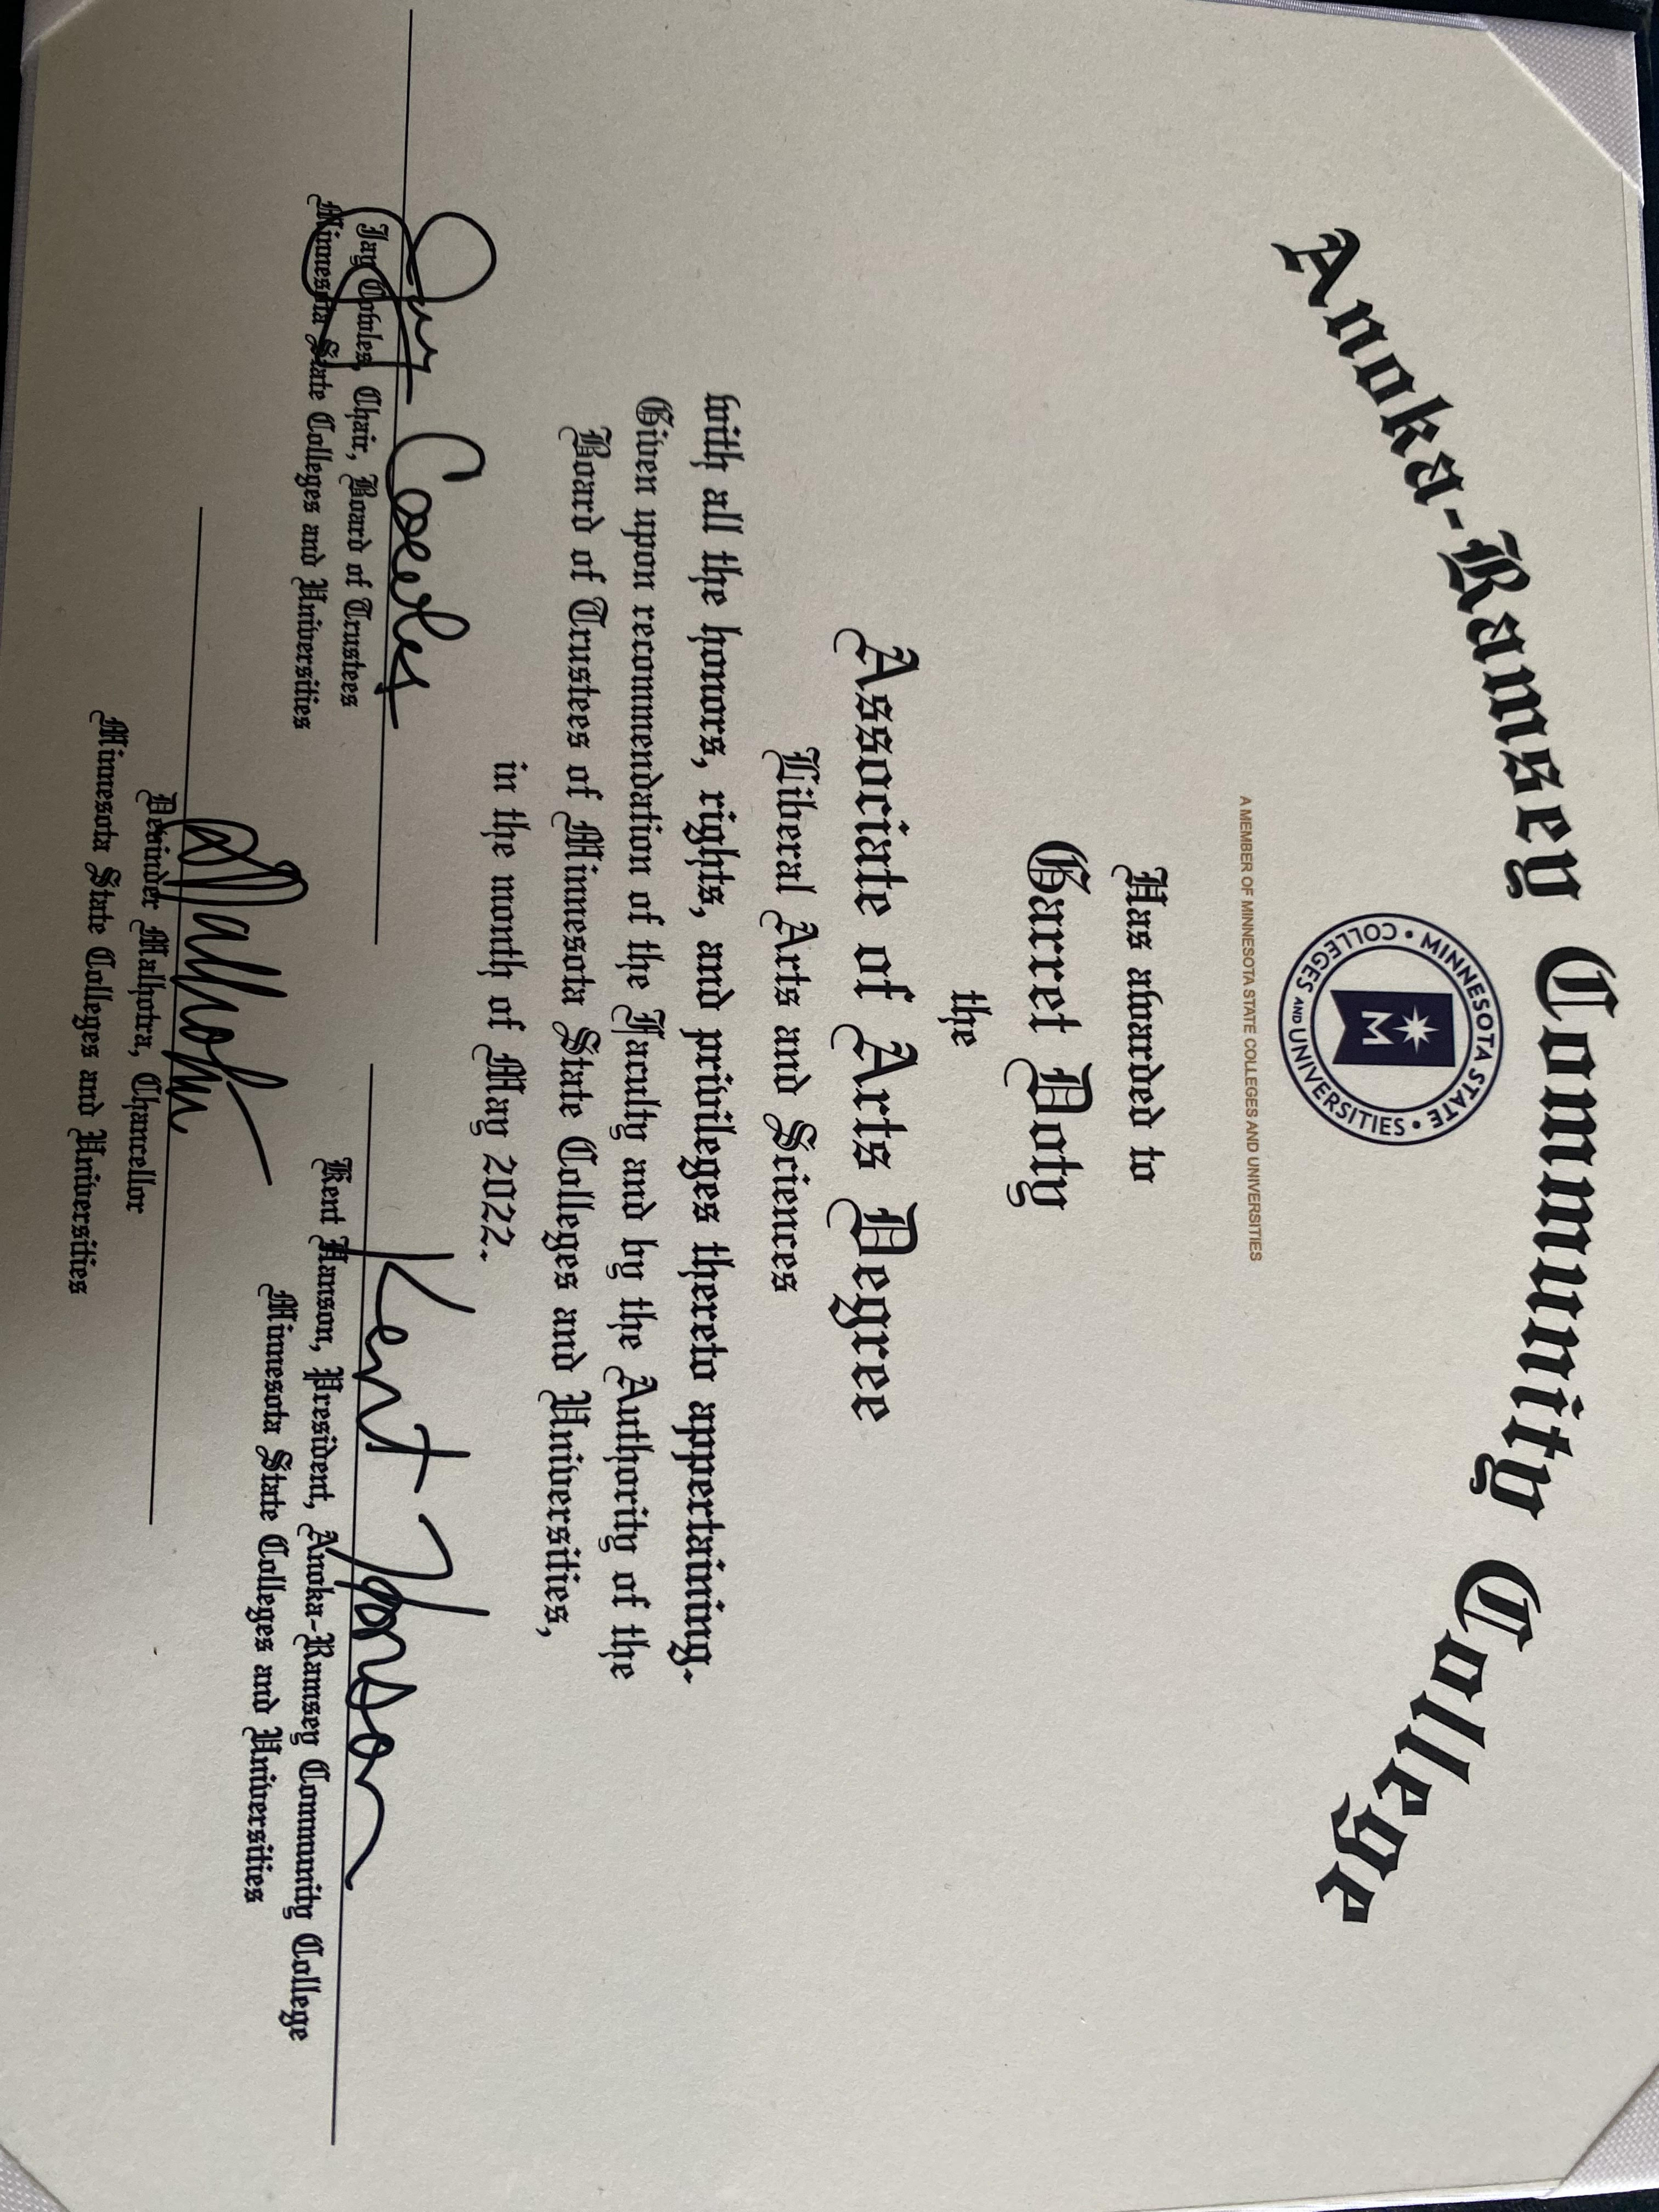 Anoka-Ramsey Community College
MINNESOTA STATE
COLLEGES AND UNIVERSITIES
M
A MEMBER OF MINNESOTA STATE COLLEGES AND UNIVERSITIES
Has awarded to
Garret Doty
the
Associate of Arts Degree
Liberal Arts and Sciences
with all the honors, rights, and privileges thereto appertaining.
Given upon recommendation of the Faculty and by the Authority of the
Board of Trustees of Minnesota State Colleges and Universities,
in the month of May 2022.
Jay Cowles
Jay Cowles, Chair, Board of Trustees
Minnesota State Colleges and Universities
Kent Hanson
Kent Hanson, President, Anoka-Ramsey Community College
Minnesota State Colleges and Universities
DMalhotra
Devinder Malhotra, Chancellor
Minnesota State Colleges and Universities